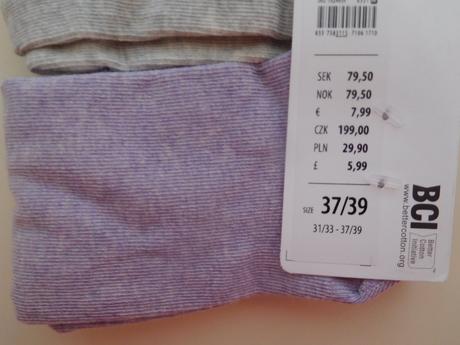 SEK 79,50
NOK 79,50
€ 7,99
CZK 199,00
PLN 29,90
£ 5,99
SIZE 37/39
31/33 - 37/39
BCI
Better
Cotton
Initiative
www.bettercotton.org